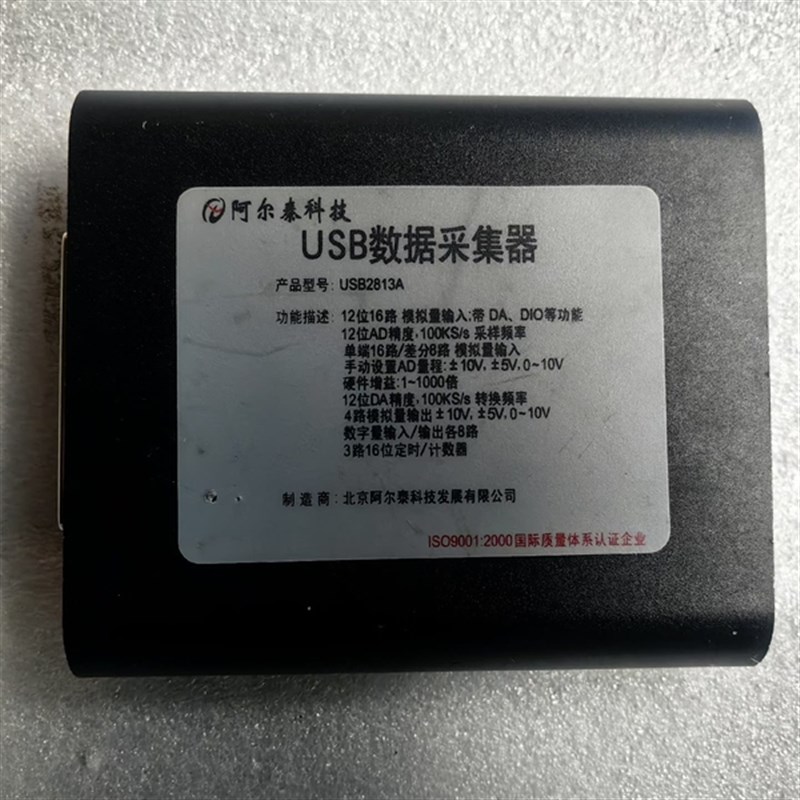 阿尔泰科技
USB数据采集器
产品型号: USB2813A
功能描述: 12位16路 模拟量输入;带 DA、DIO等功能
12位AD精度,100KS/s 采样频率
单端16路/差分8路 模拟量输入
手动设置AD量程:±10V, ±5V, 0~10V
硬件增益:1~1000倍
12位DA精度,100KS/s 转换频率
4路模拟量输出±10V, ±5V, 0~10V
数字量输入/输出各8路
3路16位定时/计数器
制 造 商: 北京阿尔泰科技发展有限公司
ISO9001:2000国际质量体系认证企业